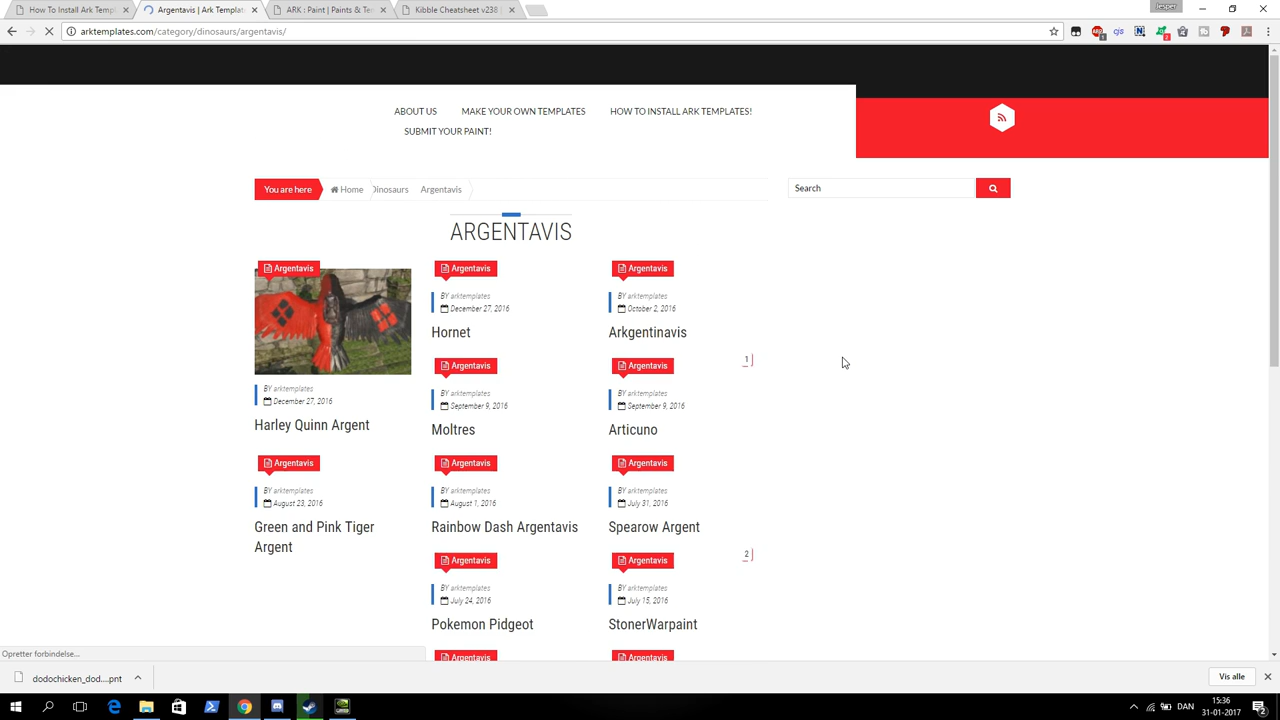 Jesper
How To Install Ark Temp
Argentavis | Ark Templat
ARK : Paint | Paints & Te
Kibble Cheatsheet v238 |
arktemplates.com/category/dinosaurs/argentavis/
ABOUT US
MAKE YOUR OWN TEMPLATES
HOW TO INSTALL ARK TEMPLATES!
SUBMIT YOUR PAINT!
You are here
Home
Dinosaurs
Argentavis
Search
ARGENTAVIS
Argentavis
Argentavis
Argentavis
BY arktemplates
December 27, 2016
Hornet
BY arktemplates
October 2, 2016
Arkgentinavis
BY arktemplates
December 27, 2016
Harley Quinn Argent
Argentavis
BY arktemplates
September 9, 2016
Moltres
1
Argentavis
BY arktemplates
September 9, 2016
Articuno
Argentavis
BY arktemplates
August 23, 2016
Green and Pink Tiger
Argent
Argentavis
BY arktemplates
August 1, 2016
Rainbow Dash Argentavis
Argentavis
BY arktemplates
July 31, 2016
Spearow Argent
Argentavis
BY arktemplates
July 24, 2016
Pokemon Pidgeot
2
Argentavis
BY arktemplates
July 15, 2016
StonerWarpaint
Argentavis
Argentavis
Opretter forbindelse...
dodochicken_dod....pnt
Vis alle
DAN
15:36
31-01-2017
2